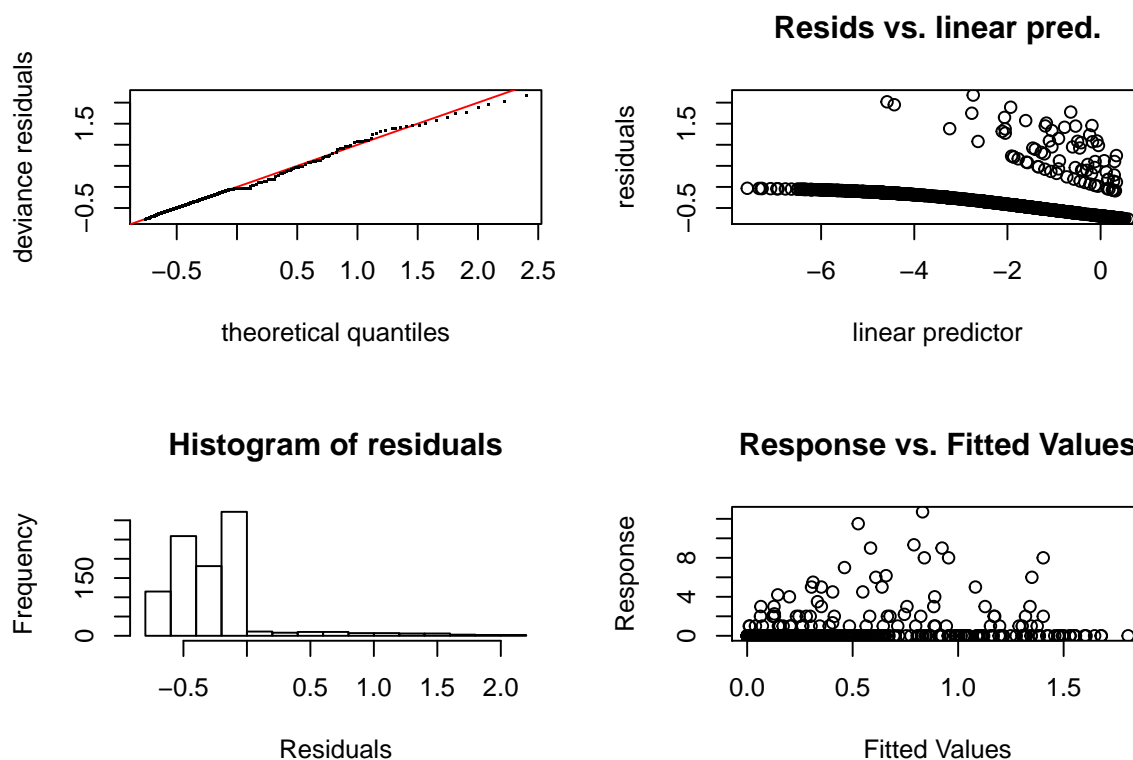 deviance residuals
1.5
−0.5
−0.5 0.5 1.0 1.5 2.0 2.5
theoretical quantiles
Resids vs. linear pred.
residuals
1.5
−0.5
−6 −4 −2 0
linear predictor
Histogram of residuals
Frequency
150
0
−0.5 0.5 1.0 1.5 2.0
Residuals
Response vs. Fitted Values
Response
8
4
0
0.0 0.5 1.0 1.5
Fitted Values